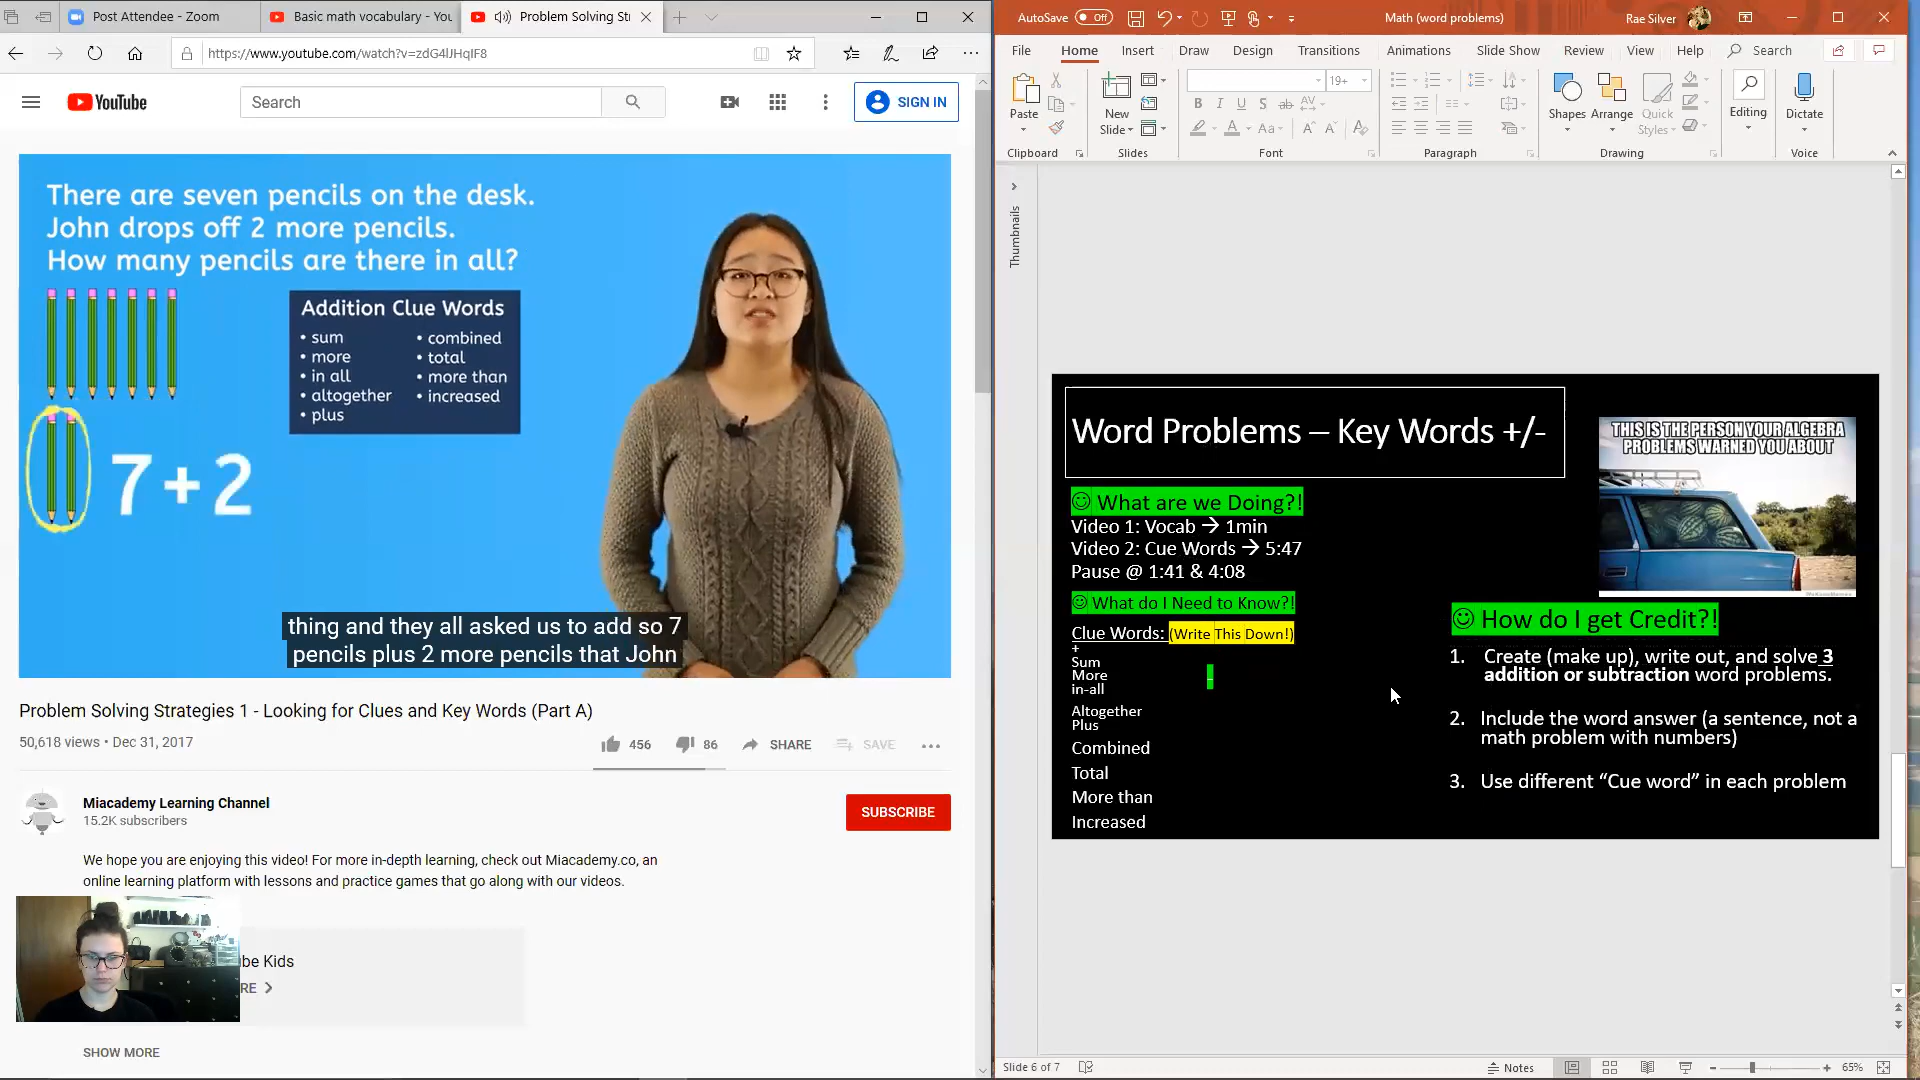 Post Attendee - Zoom
Basic math vocabulary - You
Problem Solving Str
https://www.youtube.com/watch?v=zdG4lJHqIF8
YouTube
Search
SIGN IN
There are seven pencils on the desk.
John drops off 2 more pencils.
How many pencils are there in all?
Addition Clue Words
• sum
• more
• in all
• altogether
• plus
• combined
• total
• more than
• increased
7+2
thing and they all asked us to add so 7
pencils plus 2 more pencils that John
Problem Solving Strategies 1 - Looking for Clues and Key Words (Part A)
50,618 views • Dec 31, 2017
456
86
SHARE
SAVE
Miacademy Learning Channel
15.2K subscribers
SUBSCRIBE
We hope you are enjoying this video! For more in-depth learning, check out Miacademy.co, an
online learning platform with lessons and practice games that go along with our videos.
be Kids
RE
SHOW MORE
AutoSave Off
Math (word problems)
Rae Silver
File Home Insert Draw Design Transitions Animations Slide Show Review View Help Search
Paste
New
Slide
19+
B I U S ab AV
A Aa A A
Shapes Arrange Quick
Styles
Editing
Dictate
Clipboard Slides Font Paragraph Drawing Voice
Thumbnails
Word Problems – Key Words +/-
THIS IS THE PERSON YOUR ALGEBRA
PROBLEMS WARNED YOU ABOUT
☺ What are we Doing?!
Video 1: Vocab → 1min
Video 2: Cue Words → 5:47
Pause @ 1:41 & 4:08
☺ What do I Need to Know?!
Clue Words: (Write This Down!)
+
Sum
More
in-all
Altogether
Plus
Combined
Total
More than
Increased
-
☺ How do I get Credit?!
1. Create (make up), write out, and solve 3
addition or subtraction word problems.
2. Include the word answer (a sentence, not a
math problem with numbers)
3. Use different “Cue word” in each problem
Slide 6 of 7
Notes
65%